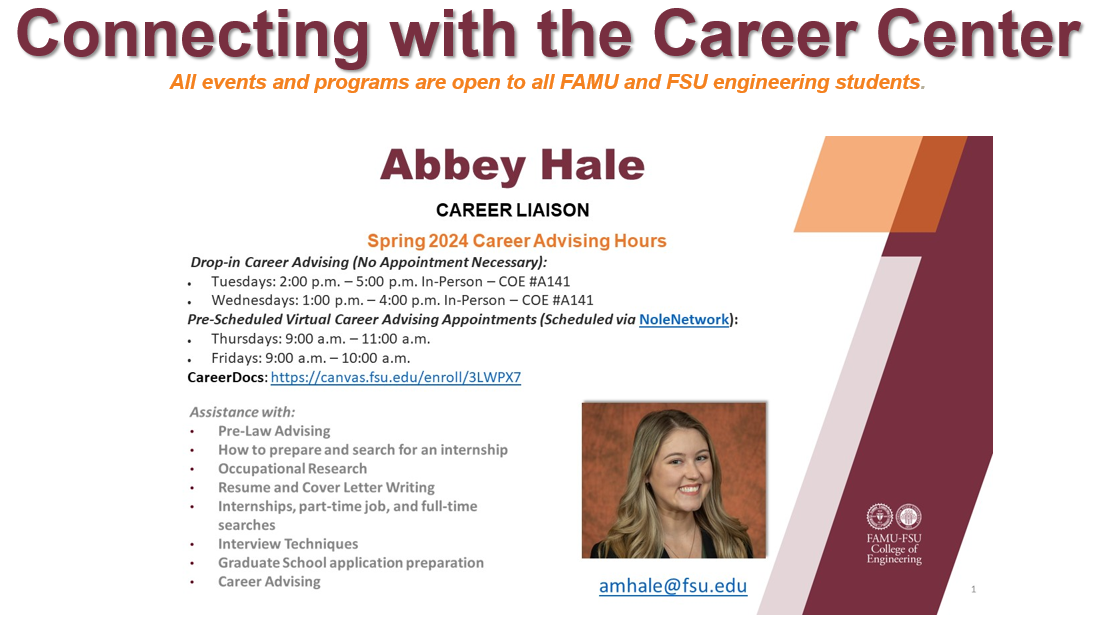 Connecting with the Career Center
All events and programs are open to all FAMU and FSU engineering students.
Abbey Hale
CAREER LIAISON
Spring 2024 Career Advising Hours
Drop-in Career Advising (No Appointment Necessary):
• Tuesdays: 2:00 p.m. – 5:00 p.m. In-Person – COE #A141
• Wednesdays: 1:00 p.m. – 4:00 p.m. In-Person – COE #A141
Pre-Scheduled Virtual Career Advising Appointments (Scheduled via NoleNetwork):
• Thursdays: 9:00 a.m. – 11:00 a.m.
• Fridays: 9:00 a.m. – 10:00 a.m.
CareerDocs: https://canvas.fsu.edu/enroll/3LWPX7
Assistance with:
• Pre-Law Advising
• How to prepare and search for an internship
• Occupational Research
• Resume and Cover Letter Writing
• Internships, part-time job, and full-time
searches
• Interview Techniques
• Graduate School application preparation
• Career Advising
amhale@fsu.edu
FAMU-FSU
College of
Engineering
1